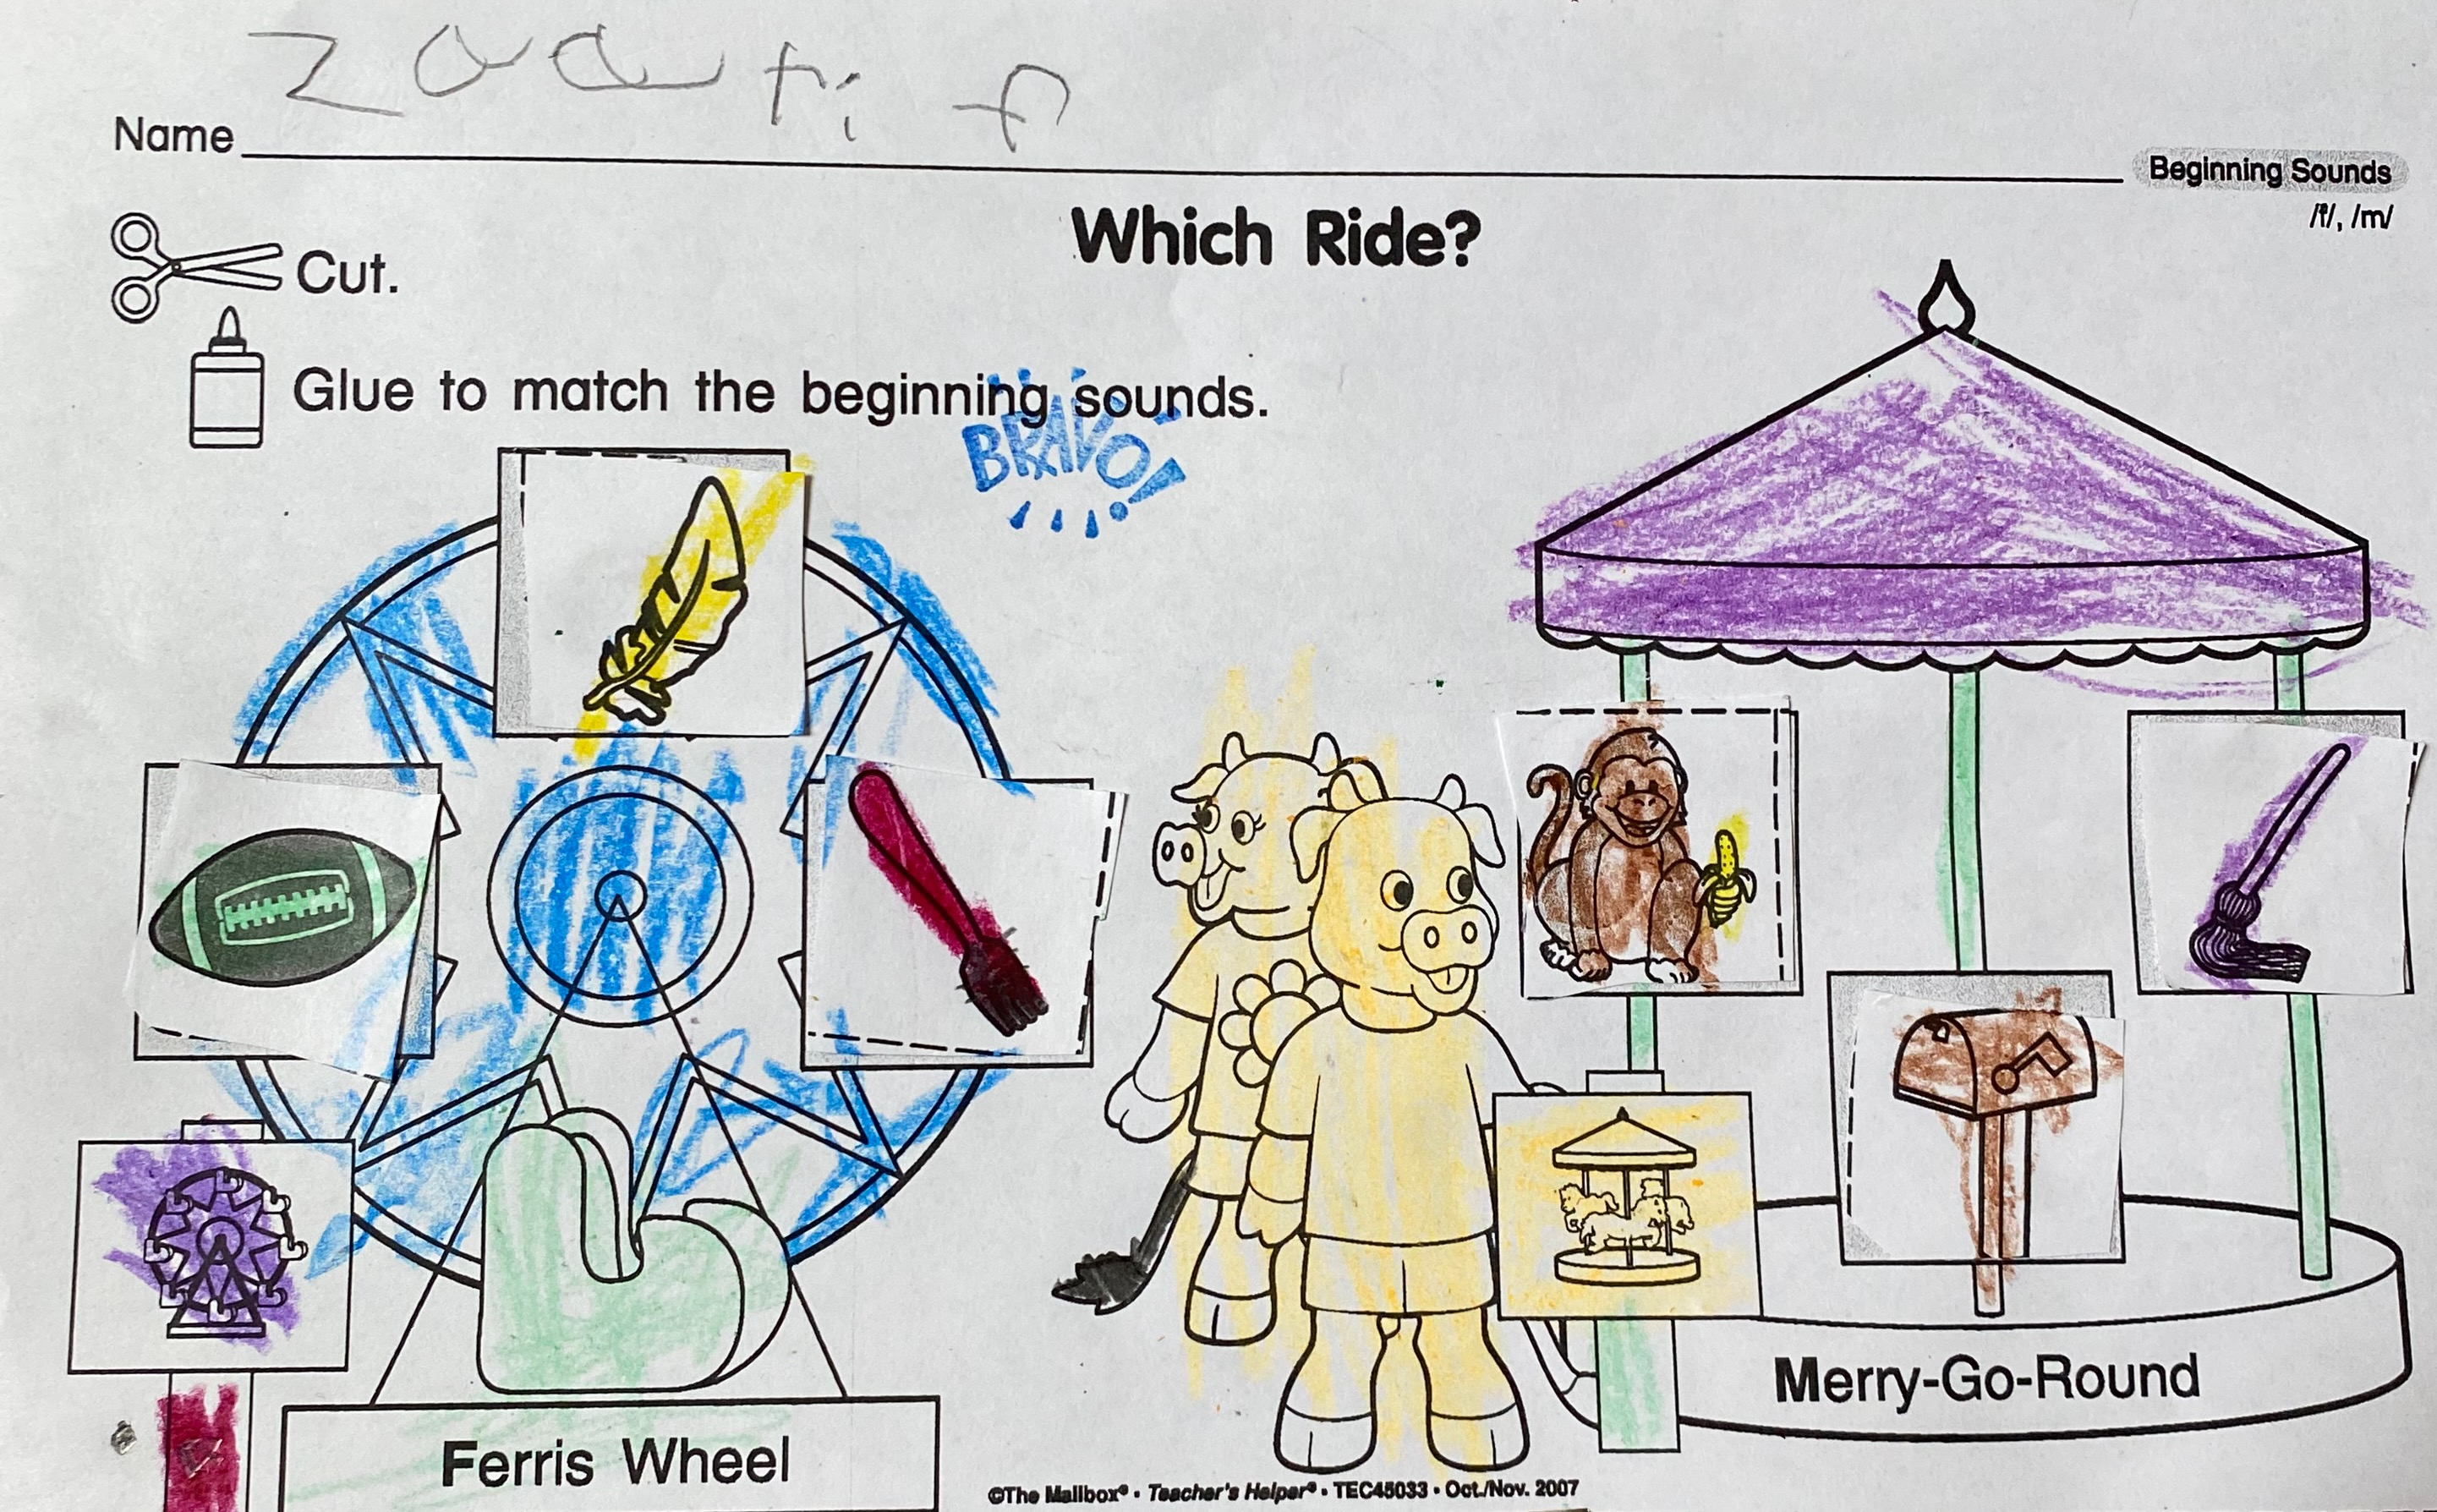 Name
Beginning Sounds
/f/, /m/
Which Ride?
Cut.
Glue to match the beginning sounds.
BRAVO!
Merry-Go-Round
Ferris Wheel
©The Mailbox® • Teacher's Helper® • TEC45033 • Oct./Nov. 2007